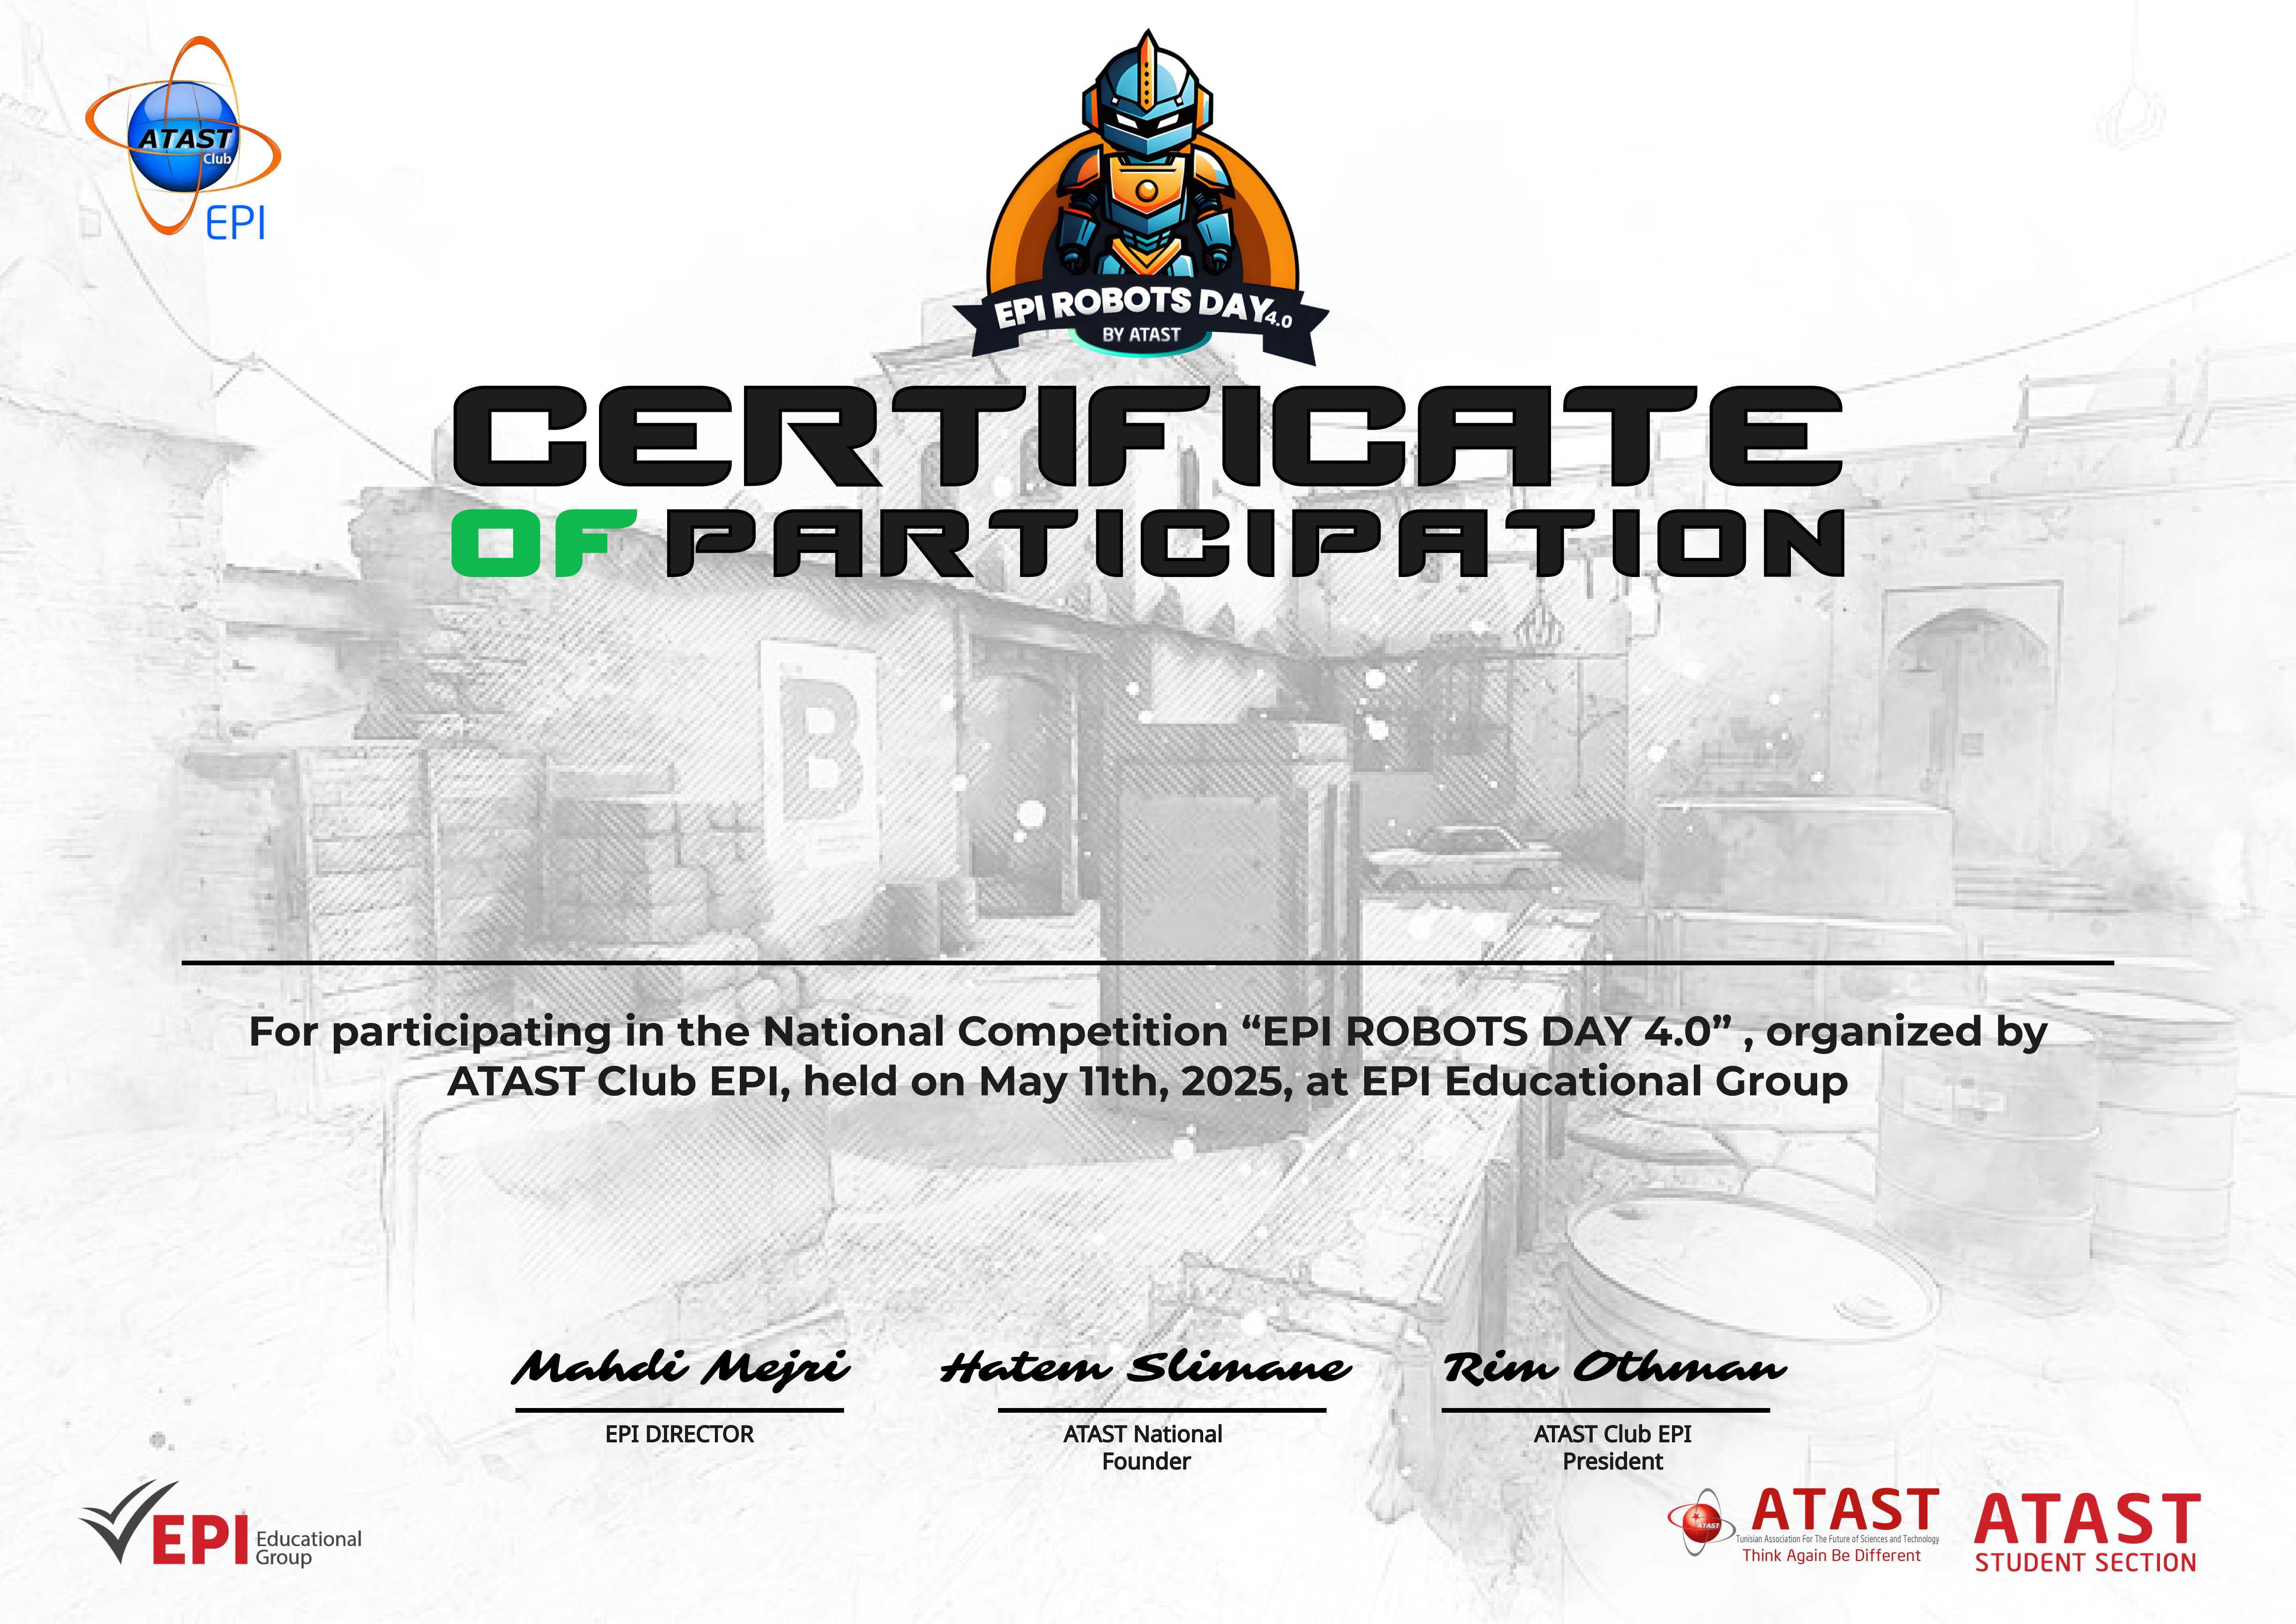 ATAST
Club
EPI
EPI ROBOTS DAY 4.0
BY ATAST
CERTIFICATE
OF PARTICIPATION
B
For participating in the National Competition “EPI ROBOTS DAY 4.0” , organized by
ATAST Club EPI, held on May 11th, 2025, at EPI Educational Group
Mahdi Mejri
EPI DIRECTOR
Hatem Slimane
ATAST National
Founder
Rim Othman
ATAST Club EPI
President
EPI Educational
Group
ATAST
ATAST
Tunisian Association For The Future of Sciences and Technology
Think Again Be Different
ATAST
STUDENT SECTION